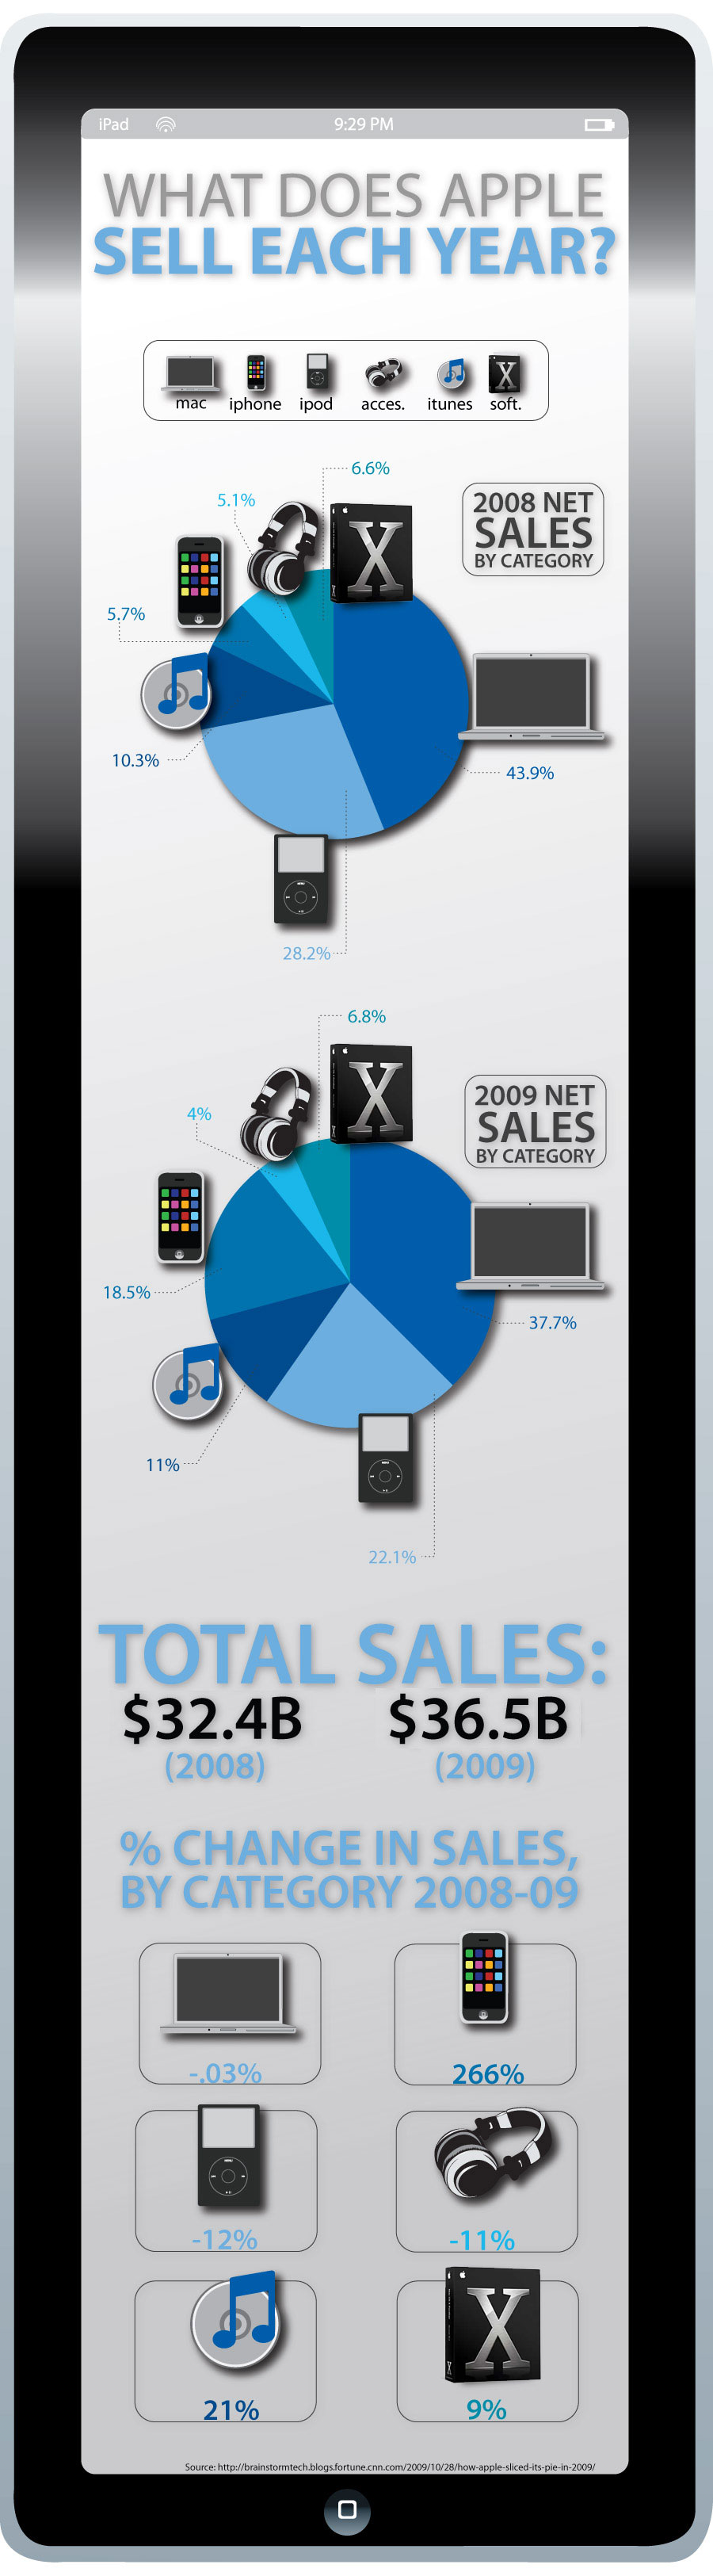 iPad
9:29 PM
WHAT DOES APPLE
SELL EACH YEAR?
mac iphone ipod acces. itunes soft.
6.6%
5.1%
2008 NET
SALES
BY CATEGORY
5.7%
10.3%
43.9%
28.2%
6.8%
4%
2009 NET
SALES
BY CATEGORY
18.5%
37.7%
11%
22.1%
TOTAL SALES:
$32.4B $36.5B
(2008) (2009)
% CHANGE IN SALES,
BY CATEGORY 2008-09
-.03% 266%
-12% -11%
21% 9%
Source: http://brainstormtech.blogs.fortune.cnn.com/2009/10/28/how-apple-sliced-its-pie-in-2009/